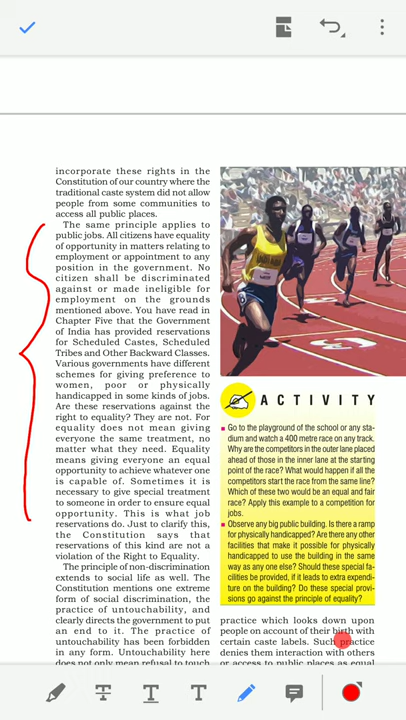 incorporate these rights in the
Constitution of our country where the
traditional caste system did not allow
people from some communities to
access all public places.
The same principle applies to
public jobs. All citizens have equality
of opportunity in matters relating to
employment or appointment to any
position in the government. No
citizen shall be discriminated
against or made ineligible for
employment on the grounds
mentioned above. You have read in
Chapter Five that the Government
of India has provided reservations
for Scheduled Castes, Scheduled
Tribes and Other Backward Classes.
Various governments have different
schemes for giving preference to
women, poor or physically
handicapped in some kinds of jobs.
Are these reservations against the
right to equality? They are not. For
equality does not mean giving
everyone the same treatment, no
matter what they need. Equality
means giving everyone an equal
opportunity to achieve whatever one
is capable of. Sometimes it is
necessary to give special treatment
to someone in order to ensure equal
opportunity. This is what job
reservations do. Just to clarify this,
the Constitution says that
reservations of this kind are not a
violation of the Right to Equality.
The principle of non-discrimination
extends to social life as well. The
Constitution mentions one extreme
form of social discrimination, the
practice of untouchability, and
clearly directs the government to put
an end to it. The practice of
untouchability has been forbidden
in any form. Untouchability here
does not only mean refusal to touch
ACTIVITY
Go to the playground of the school or any sta-
dium and watch a 400 metre race on any track.
Why are the competitors in the outer lane placed
ahead of those in the inner lane at the starting
point of the race? What would happen if all the
competitors start the race from the same line?
Which of these two would be an equal and fair
race? Apply this example to a competition for
jobs.
Observe any big public building. Is there a ramp
for physically handicapped? Are there any other
facilities that make it possible for physically
handicapped to use the building in the same
way as any one else? Should these special fa-
cilities be provided, if it leads to extra expendi-
ture on the building? Do these special provi-
sions go against the principle of equality?
practice which looks down upon
people on account of their birth with
certain caste labels. Such practice
denies them interaction with others
or access to public places as equal